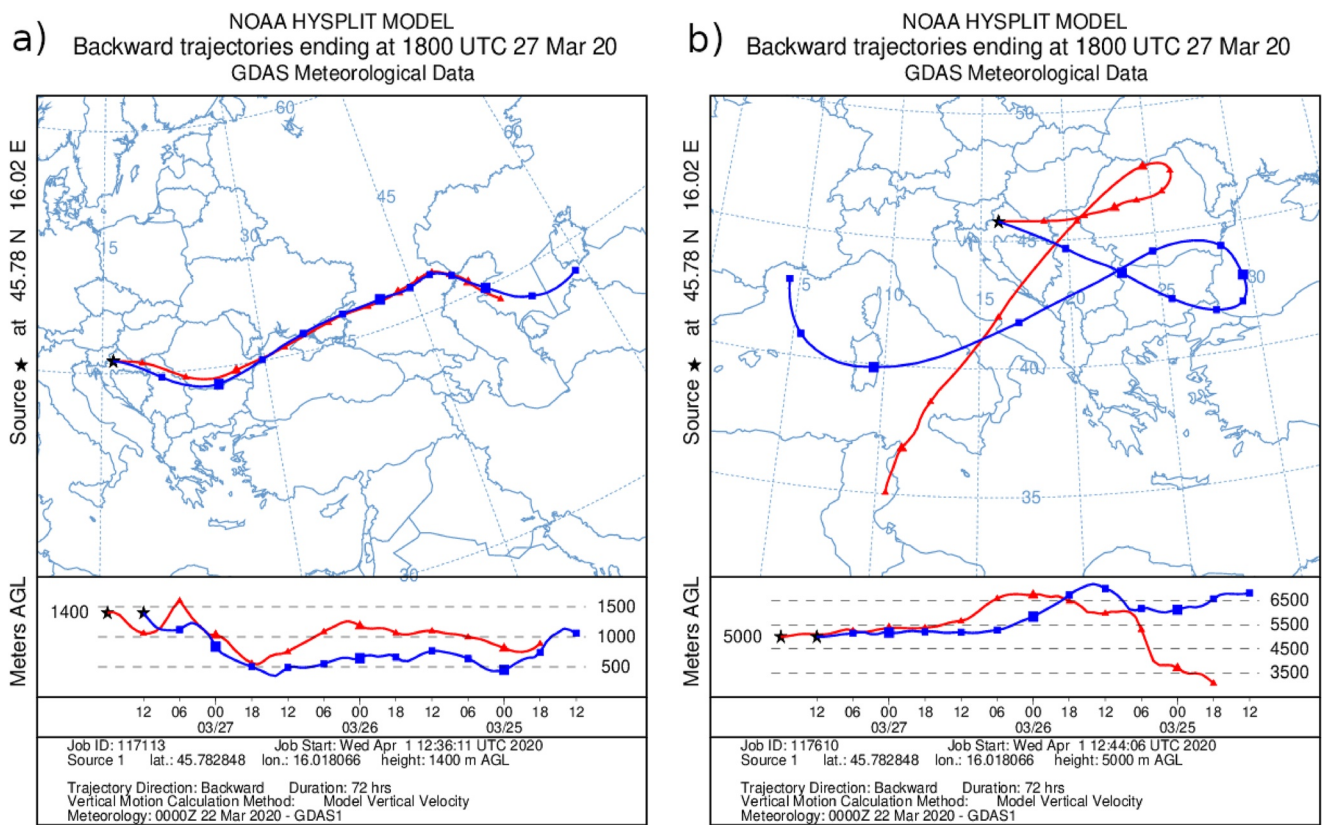 a)
NOAA HYSPLIT MODEL
Backward trajectories ending at 1800 UTC 27 Mar 20
GDAS Meteorological Data
Source ★ at 45.78 N 16.02 E
60
60
45
30
5
30
Meters AGL
1400
1500
1000
500
12 06 00 18 12 06 00 18 12 06 00 18 12
03/27 03/26 03/25
Job ID: 117113 Job Start: Wed Apr 1 12:36:11 UTC 2020
Source 1 lat.: 45.782848 lon.: 16.018066 height: 1400 m AGL
Trajectory Direction: Backward Duration: 72 hrs
Vertical Motion Calculation Method: Model Vertical Velocity
Meteorology: 0000Z 22 Mar 2020 - GDAS1
b)
NOAA HYSPLIT MODEL
Backward trajectories ending at 1800 UTC 27 Mar 20
GDAS Meteorological Data
Source ★ at 45.78 N 16.02 E
50
45
5
10
15
20
25
30
40
35
Meters AGL
5000
6500
5500
4500
3500
12 06 00 18 12 06 00 18 12 06 00 18 12
03/27 03/26 03/25
Job ID: 117610 Job Start: Wed Apr 1 12:44:06 UTC 2020
Source 1 lat.: 45.782848 lon.: 16.018066 height: 5000 m AGL
Trajectory Direction: Backward Duration: 72 hrs
Vertical Motion Calculation Method: Model Vertical Velocity
Meteorology: 0000Z 22 Mar 2020 - GDAS1